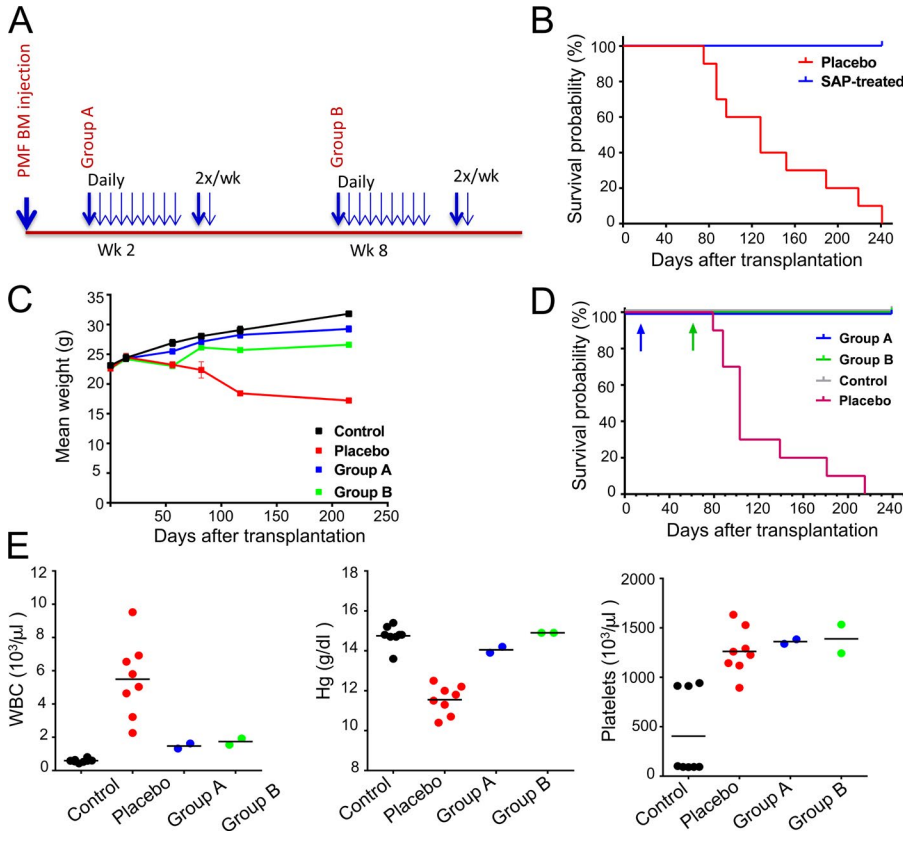 A
PMF BM injection
Group A
Daily
2x/wk
Group B
Daily
2x/wk
Wk 2
Wk 8
B
Survival probability (%)
100
80
60
40
20
0
Placebo
SAP-treated
0 40 80 120 160 200 240
Days after transplantation
C
Mean weight (g)
35
30
25
20
15
10
5
0
Control
Placebo
Group A
Group B
50 100 150 200 250
Days after transplantation
D
Survival probability (%)
100
80
60
40
20
0
Group A
Group B
Control
Placebo
0 40 80 120 160 200 240
Days after transplantation
E
WBC (10³/µl )
12
10
8
6
4
2
0
Control
Placebo
Group A
Group B
Hg (g/dl )
18
16
14
12
10
8
Control
Placebo
Group A
Group B
Platelets (10³/µl )
2000
1500
1000
500
0
Control
Placebo
Group A
Group B